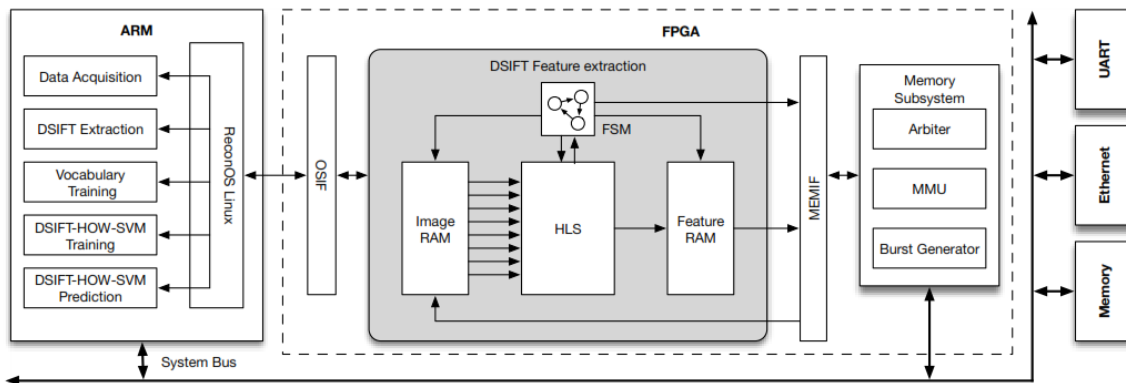 ARM
Data Acquisition
DSIFT Extraction
Vocabulary
Training
DSIFT-HOW-SVM
Training
DSIFT-HOW-SVM
Prediction
ReconOS Linux
System Bus
FPGA
OSIF
DSIFT Feature extraction
FSM
Image
RAM
HLS
Feature
RAM
MEMIF
Memory
Subsystem
Arbiter
MMU
Burst Generator
UART
Ethernet
Memory